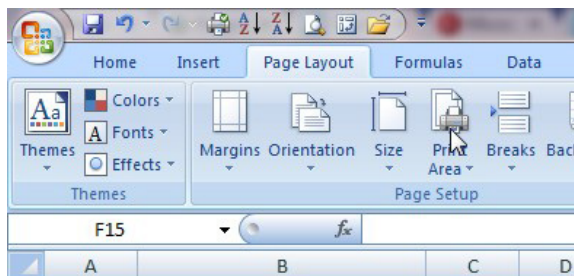 Home Insert Page Layout Formulas Data
Aa Colors
A Fonts
Effects
Themes Margins Orientation Size Print Area Breaks Bac
Themes Page Setup
F15 fx
A B C D